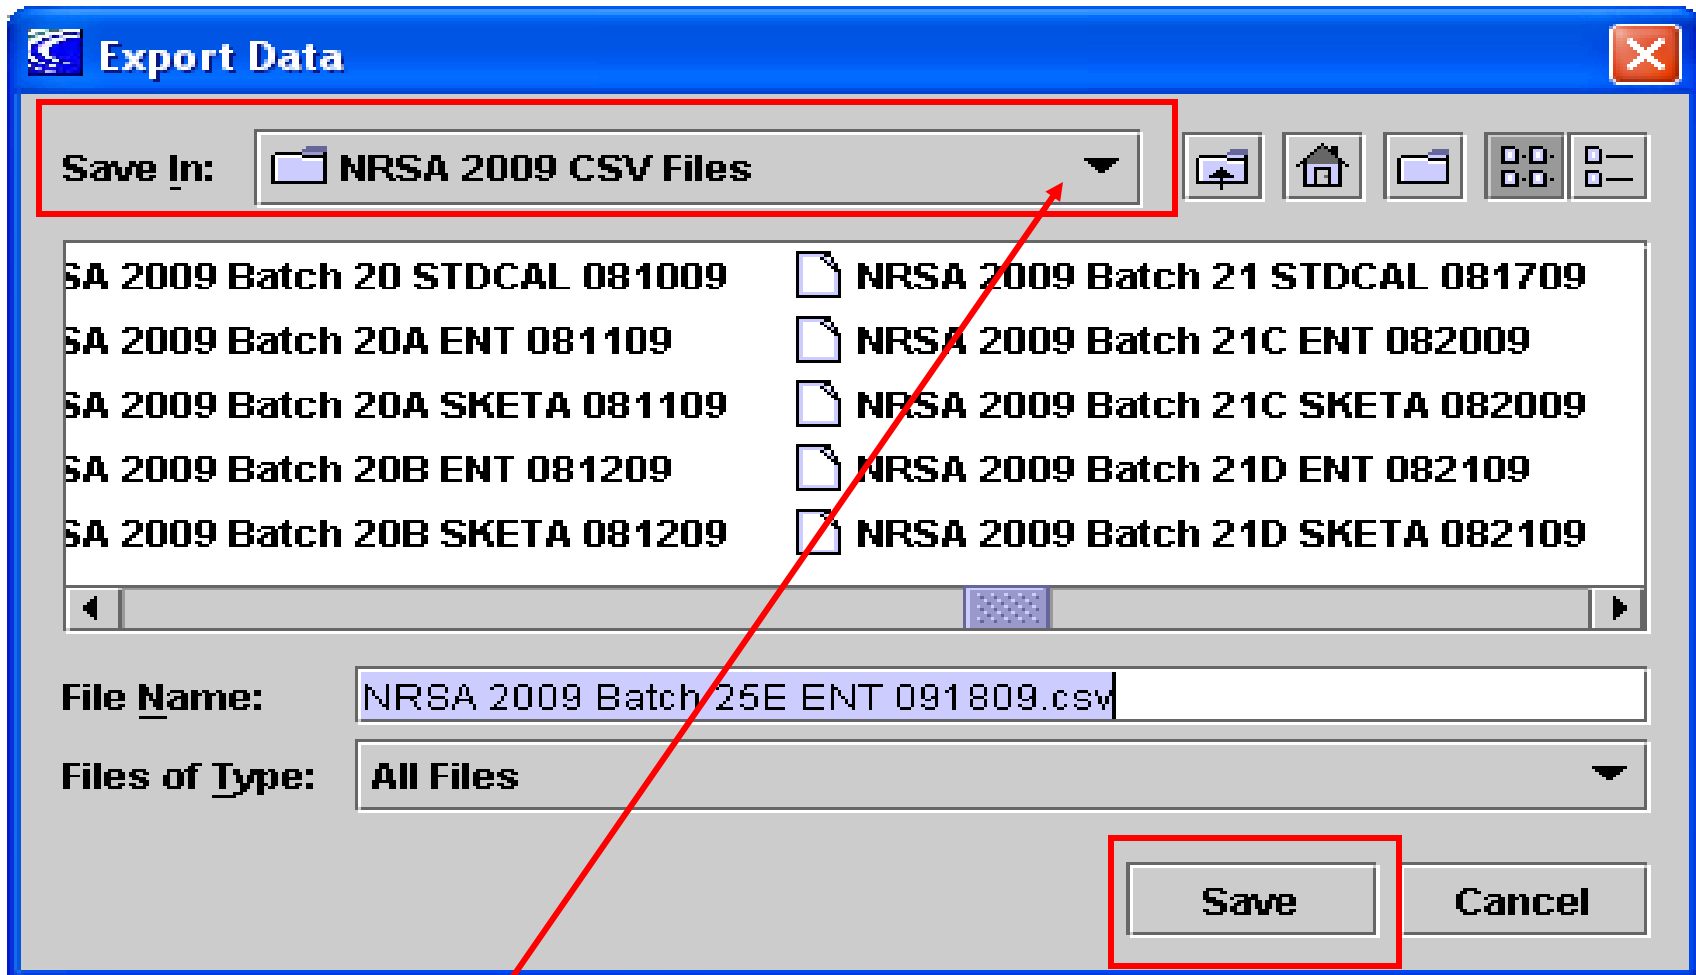 Export Data
Save In: NRSA 2009 CSV Files
SA 2009 Batch 20 STDCAL 081009 NRSA 2009 Batch 21 STDCAL 081709
SA 2009 Batch 20A ENT 081109 NRSA 2009 Batch 21C ENT 082009
SA 2009 Batch 20A SKETA 081109 NRSA 2009 Batch 21C SKETA 082009
SA 2009 Batch 20B ENT 081209 NRSA 2009 Batch 21D ENT 082109
SA 2009 Batch 20B SKETA 081209 NRSA 2009 Batch 21D SKETA 082109
File Name: NRSA 2009 Batch 25E ENT 091809.csv
Files of Type: All Files
Save Cancel